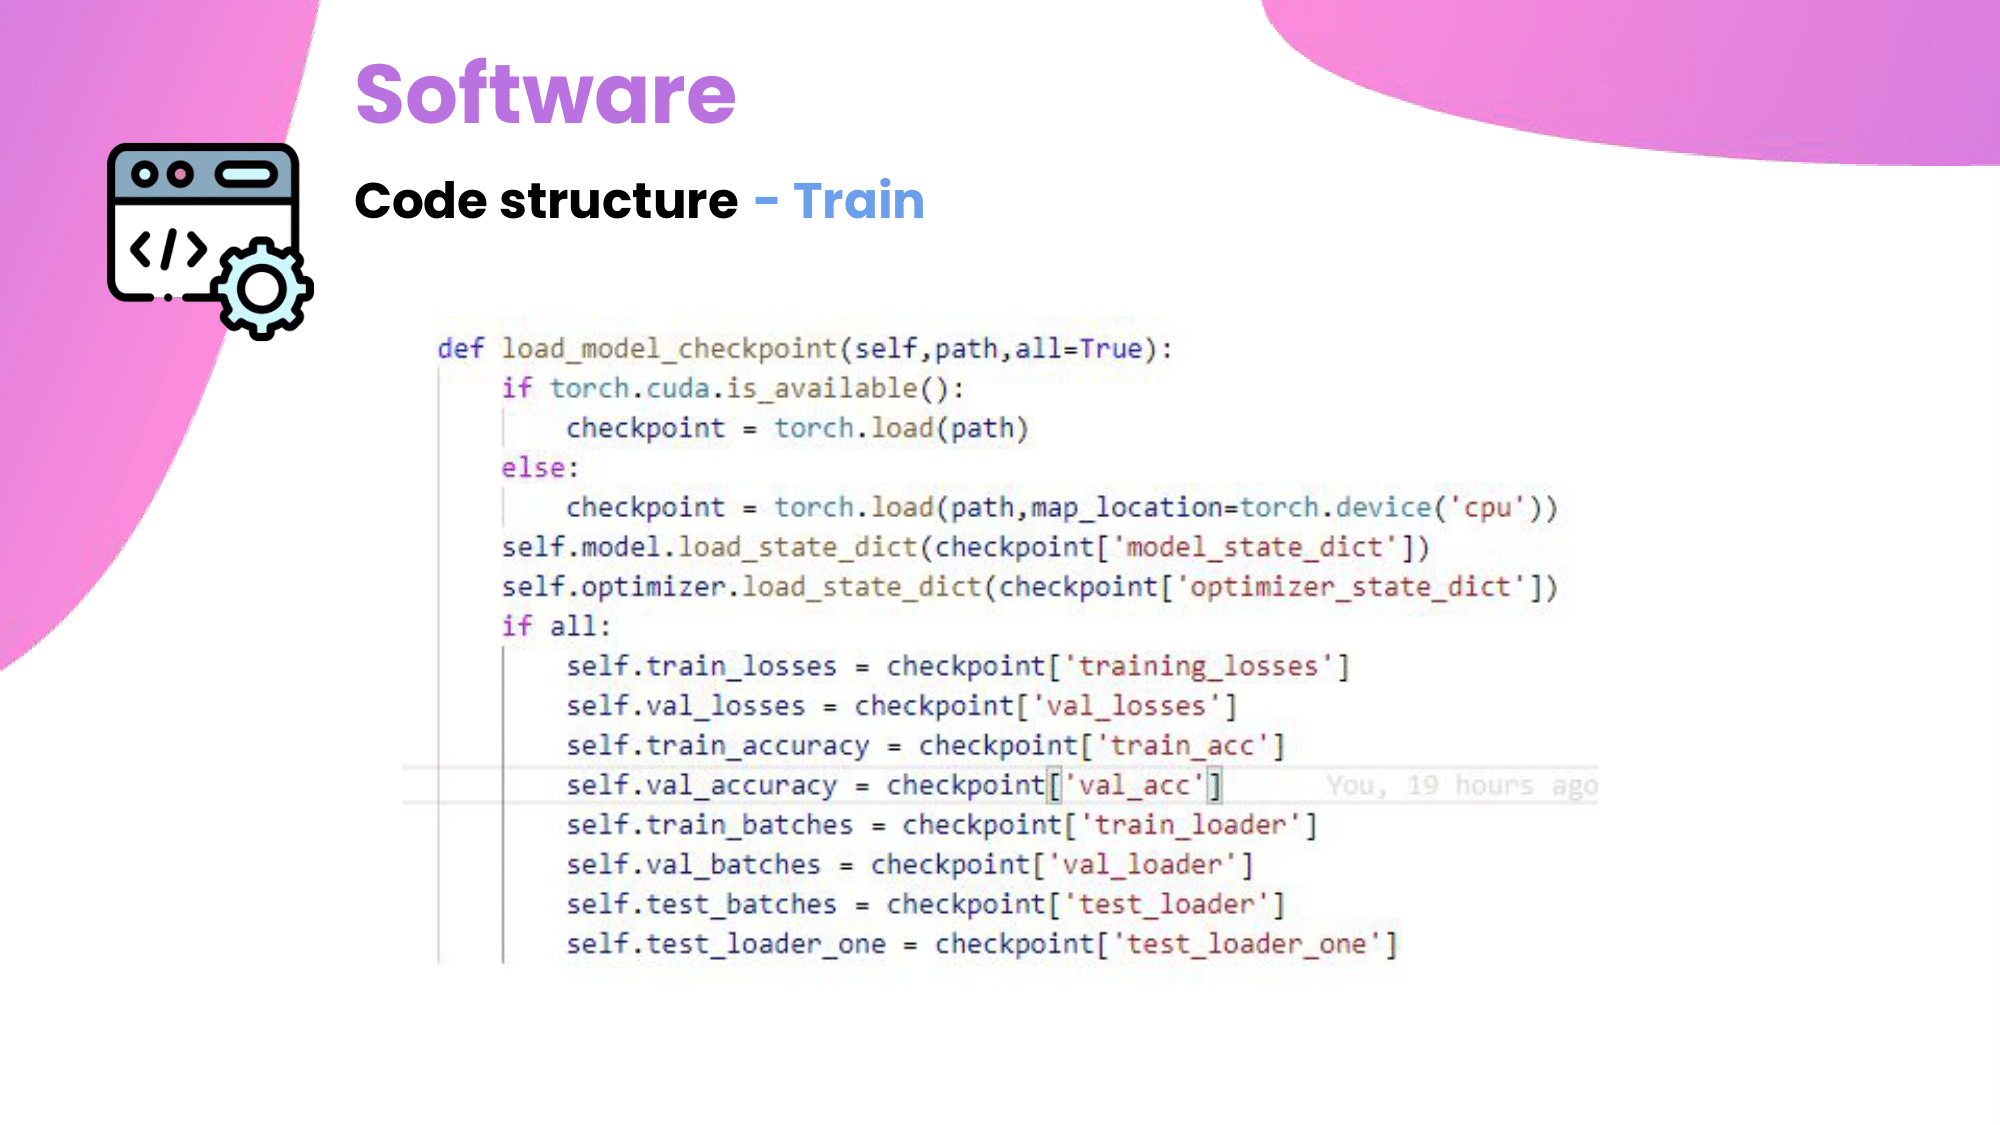 Software
Code structure - Train
</>
def load_model_checkpoint(self,path,all=True):
    if torch.cuda.is_available():
        checkpoint = torch.load(path)
    else:
        checkpoint = torch.load(path,map_location=torch.device('cpu'))
    self.model.load_state_dict(checkpoint['model_state_dict'])
    self.optimizer.load_state_dict(checkpoint['optimizer_state_dict'])
    if all:
        self.train_losses = checkpoint['training_losses']
        self.val_losses = checkpoint['val_losses']
        self.train_accuracy = checkpoint['train_acc']
        self.val_accuracy = checkpoint['val_acc'] You, 19 hours ago
        self.train_batches = checkpoint['train_loader']
        self.val_batches = checkpoint['val_loader']
        self.test_batches = checkpoint['test_loader']
        self.test_loader_one = checkpoint['test_loader_one']